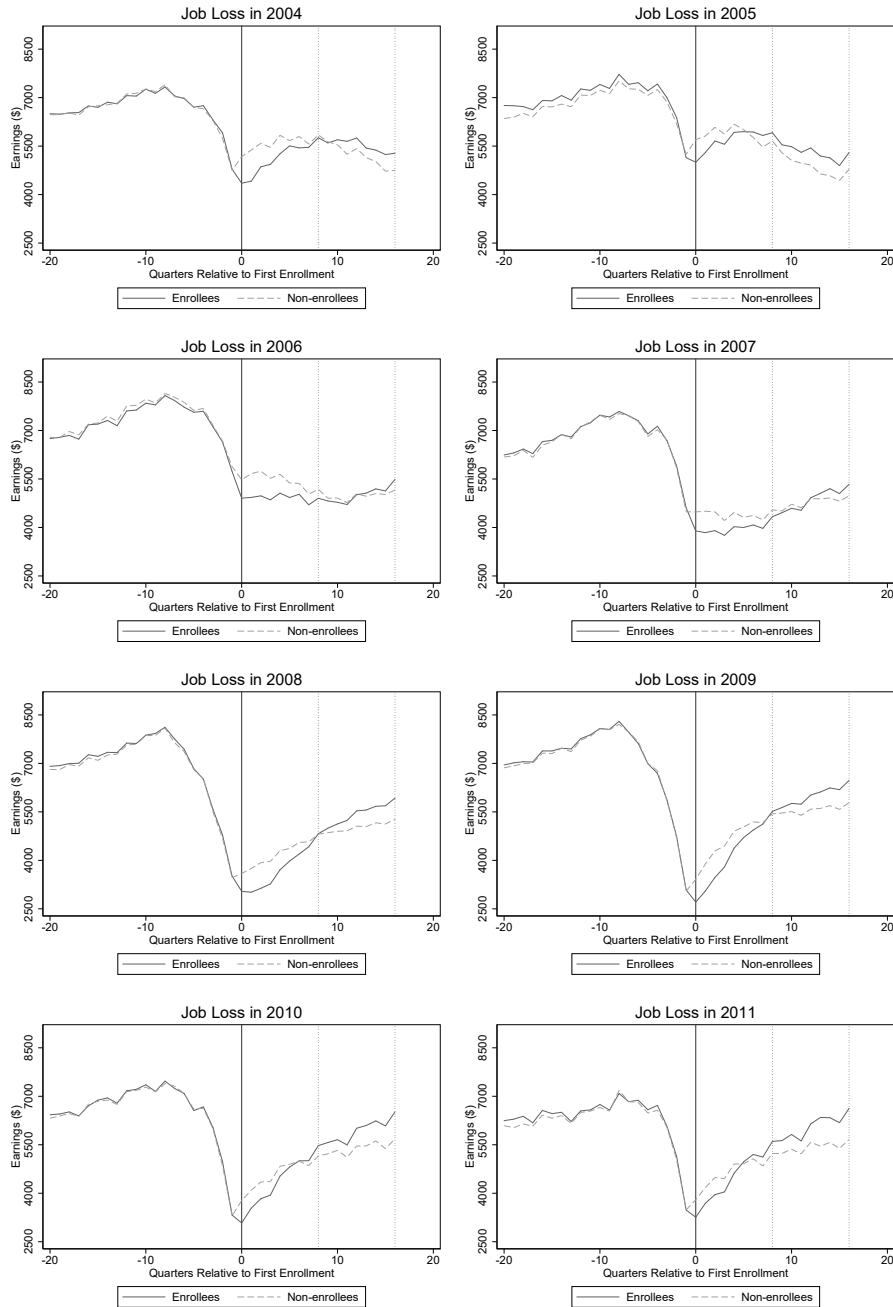 Job Loss in 2004
Earnings ($)
8500
7000
5500
4000
2500
-20
-10
0
10
20
Quarters Relative to First Enrollment
Enrollees
Non-enrollees
Job Loss in 2005
Earnings ($)
8500
7000
5500
4000
2500
-20
-10
0
10
20
Quarters Relative to First Enrollment
Enrollees
Non-enrollees
Job Loss in 2006
Earnings ($)
8500
7000
5500
4000
2500
-20
-10
0
10
20
Quarters Relative to First Enrollment
Enrollees
Non-enrollees
Job Loss in 2007
Earnings ($)
8500
7000
5500
4000
2500
-20
-10
0
10
20
Quarters Relative to First Enrollment
Enrollees
Non-enrollees
Job Loss in 2008
Earnings ($)
8500
7000
5500
4000
2500
-20
-10
0
10
20
Quarters Relative to First Enrollment
Enrollees
Non-enrollees
Job Loss in 2009
Earnings ($)
8500
7000
5500
4000
2500
-20
-10
0
10
20
Quarters Relative to First Enrollment
Enrollees
Non-enrollees
Job Loss in 2010
Earnings ($)
8500
7000
5500
4000
2500
-20
-10
0
10
20
Quarters Relative to First Enrollment
Enrollees
Non-enrollees
Job Loss in 2011
Earnings ($)
8500
7000
5500
4000
2500
-20
-10
0
10
20
Quarters Relative to First Enrollment
Enrollees
Non-enrollees